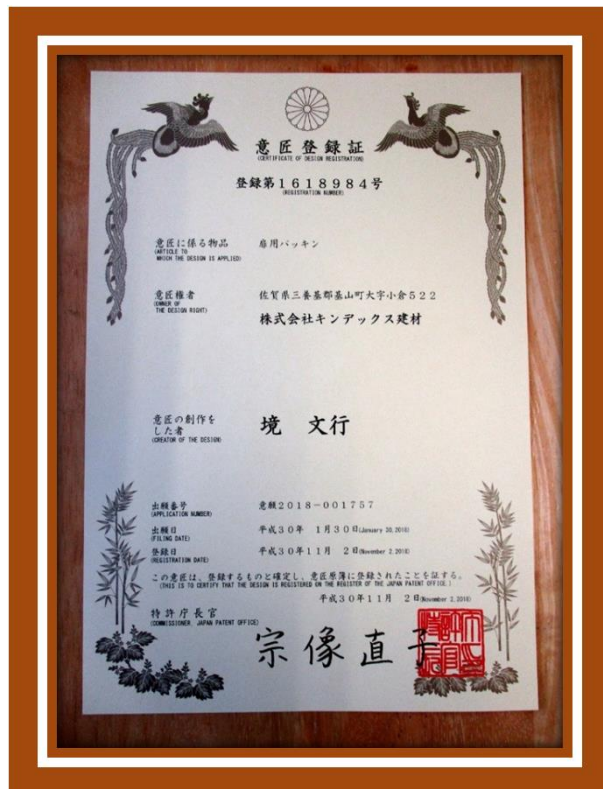 意匠登録証
(CERTIFICATE OF DESIGN REGISTRATION)
登録第1618984号
(REGISTRATION NUMBER)
意匠に係る物品
(ARTICLE TO
WHICH THE DESIGN IS APPLIED)
扉用パッキン
意匠権者
(OWNER OF
THE DESIGN RIGHT)
佐賀県三養基郡基山町大字小倉522
株式会社キンデックス建材
意匠の創作を
した者
(CREATOR OF THE DESIGN)
境 文行
出願番号
(APPLICATION NUMBER)
意願2018-001757
出願日
(FILING DATE)
平成30年 1月30日(January 30,2018)
登録日
(REGISTRATION DATE)
平成30年11月 2日(November 2,2018)
この意匠は、登録するものと確定し、意匠原簿に登録されたことを証する。
(THIS IS TO CERTIFY THAT THE DESIGN IS REGISTERED ON THE REGISTER OF THE JAPAN PATENT OFFICE.)
平成30年11月 2日(November 2,2018)
特許庁長官
(COMMISSIONER, JAPAN PATENT OFFICE)
宗像直子